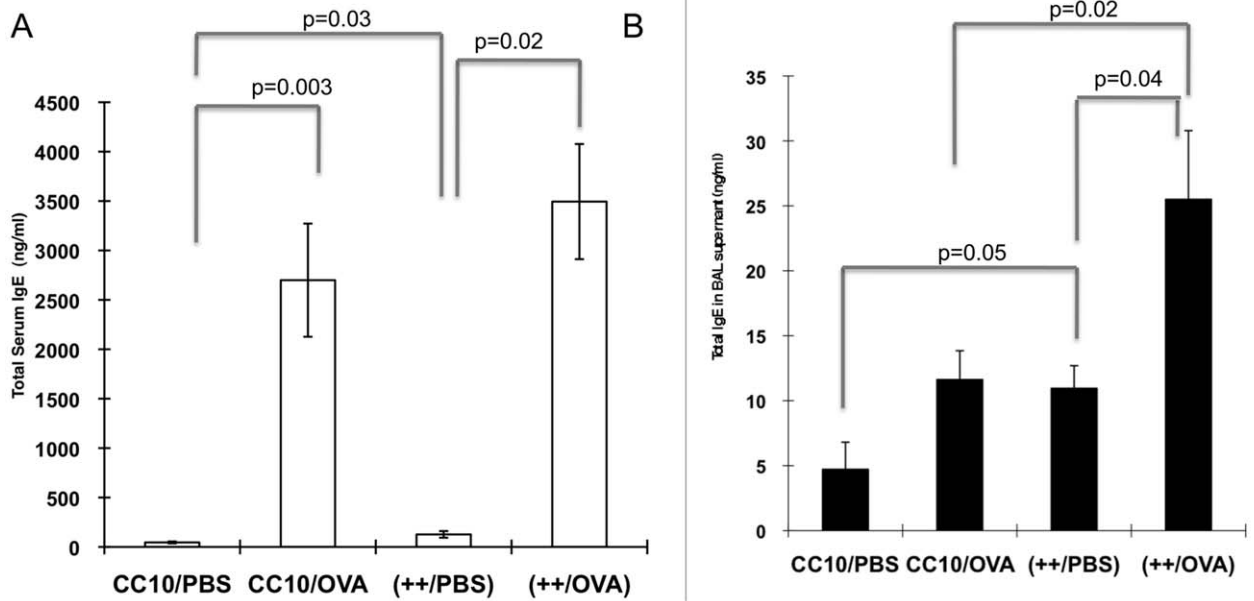 A
p=0.03
p=0.02
p=0.003
4500
4000
3500
3000
2500
2000
1500
1000
500
0
Total Serum IgE (ng/ml)
CC10/PBS CC10/OVA (++/PBS) (++/OVA)
B
p=0.02
p=0.04
p=0.05
35
30
25
20
15
10
5
0
Total IgE in BAL supernant (ng/ml)
CC10/PBS CC10/OVA (++/PBS) (++/OVA)